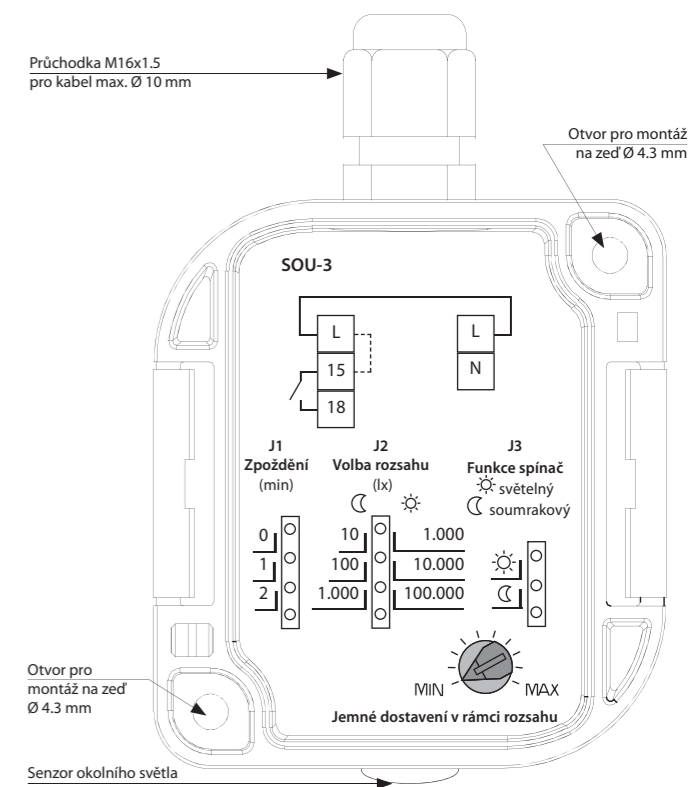 Průchodka M16x1.5
pro kabel max. Ø 10 mm
Otvor pro montáž
na zeď Ø 4.3 mm
SOU-3
L L
15 N
18
J1 J2 J3
Zpoždění Volba rozsahu Funkce spínač
(min) (lx) světelný
soumrakový
0 10 1.000
1 100 10.000
2 1.000 100.000
MIN MAX
Jemné dostavení v rámci rozsahu
Otvor pro
montáž na zeď
Ø 4.3 mm
Senzor okolního světla